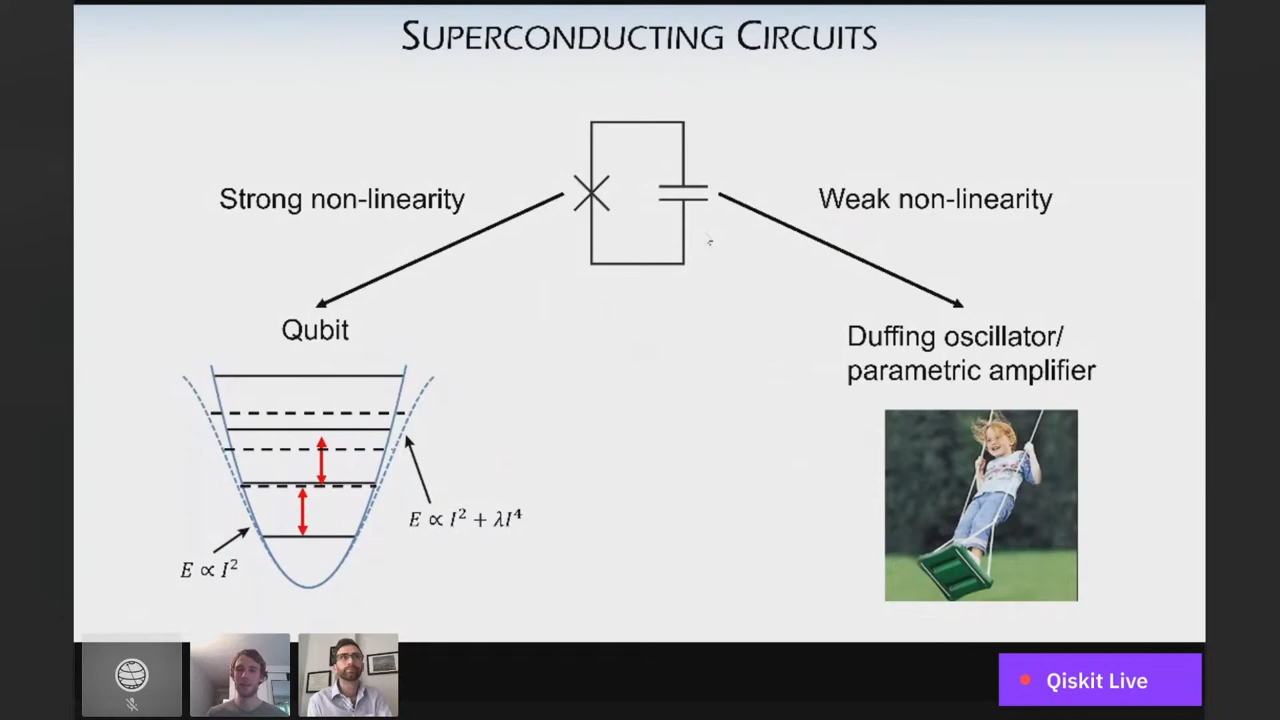 SUPERCONDUCTING CIRCUITS
Strong non-linearity
Weak non-linearity
Qubit
Duffing oscillator/
parametric amplifier
E ∝ I² + λI⁴
E ∝ I²
Qiskit Live